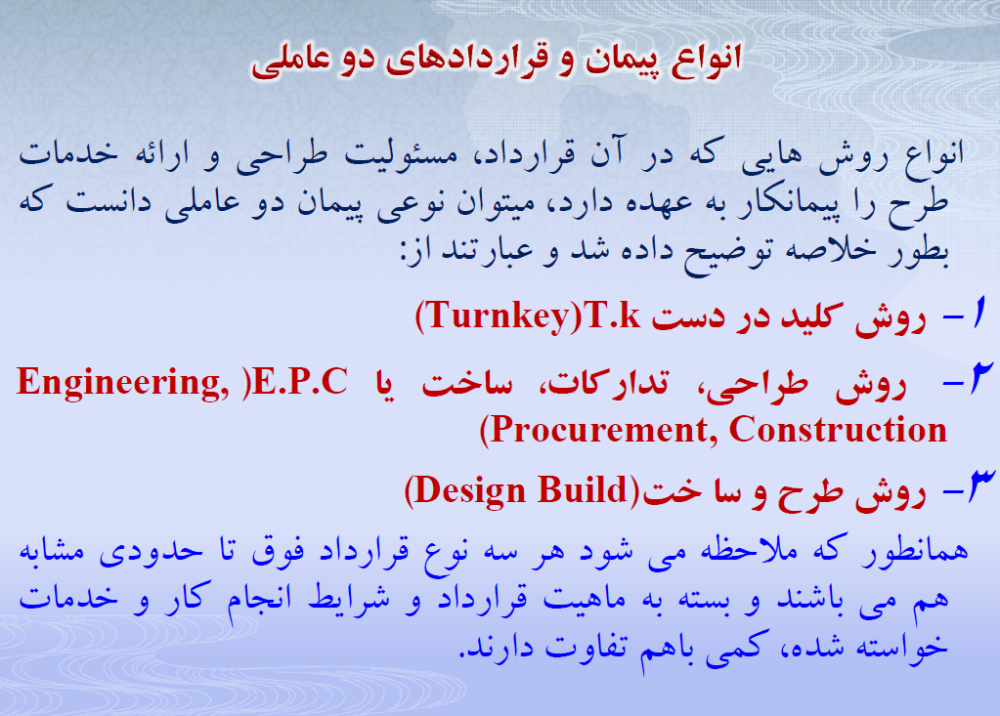 انواع پیمان و قراردادهای دو عاملی
انواع روش هایی که در آن قرارداد، مسئولیت طراحی و ارائه خدمات
طرح را پیمانکار به عهده دارد، میتوان نوعی پیمان دو عاملی دانست که
بطور خلاصه توضیح داده شد و عبارتند از:
۱- روش کلید در دست T.k(Turnkey)
۲- روش طراحی، تدارکات، ساخت یا E.P.C(Engineering,
Procurement, Construction)
۳- روش طرح و سا خت(Design Build)
همانطور که ملاحظه می شود هر سه نوع قرارداد فوق تا حدودی مشابه
هم می باشند و بسته به ماهیت قرارداد و شرایط انجام کار و خدمات
خواسته شده، کمی باهم تفاوت دارند.